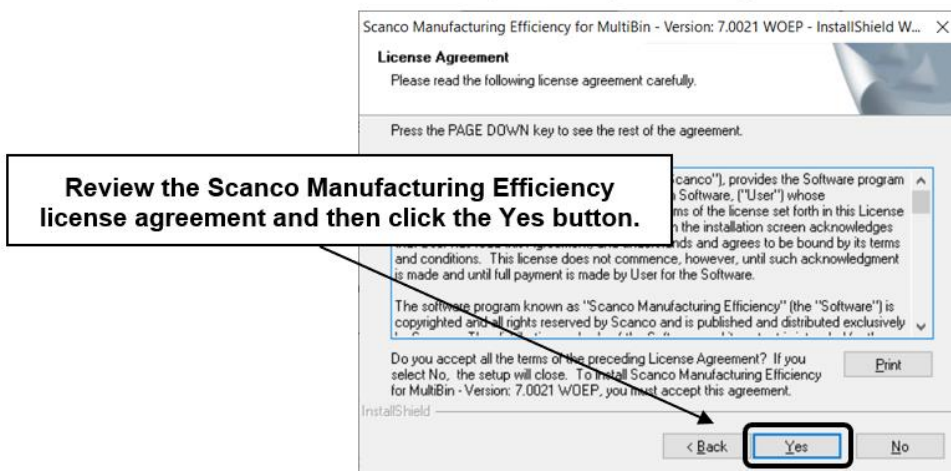 Scanco Manufacturing Efficiency for MultiBin - Version: 7.0021 WOEP - InstallShield W...
License Agreement
Please read the following license agreement carefully.
Press the PAGE DOWN key to see the rest of the agreement.
Review the Scanco Manufacturing Efficiency
license agreement and then click the Yes button.
Scanco"), provides the Software program
Software, ("User") whose
ms of the license set forth in this License
the installation screen acknowledges
and agrees to be bound by its terms
and conditions. This license does not commence, however, until such acknowledgment
is made and until full payment is made by User for the Software.
The software program known as "Scanco Manufacturing Efficiency" (the "Software") is
copyrighted and all rights reserved by Scanco and is published and distributed exclusively
Do you accept all the terms of the preceding License Agreement? If you
select No, the setup will close. To install Scanco Manufacturing Efficiency
for MultiBin - Version: 7.0021 WOEP, you must accept this agreement.
Print
InstallShield
< Back
Yes
No